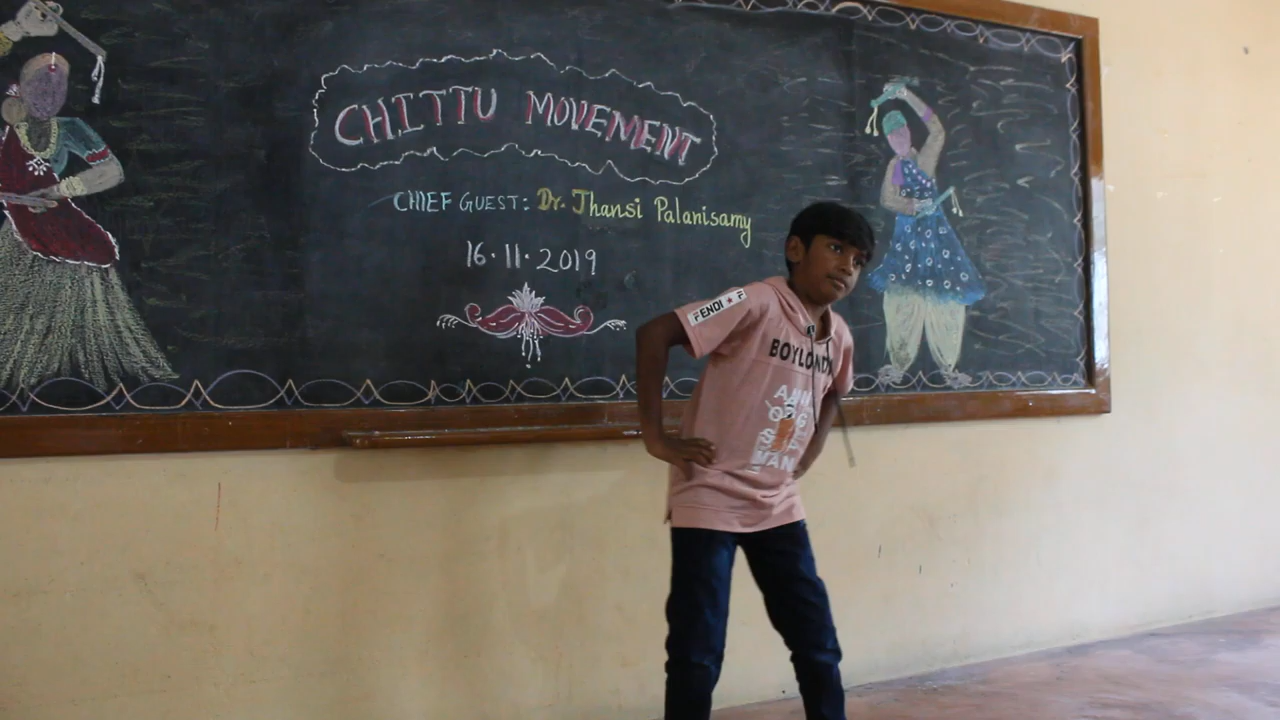 CHITTU MOVEMENT
CHIEF GUEST: Dr. Jhansi Palanisamy
16.11.2019
FENDI
BOYLOND